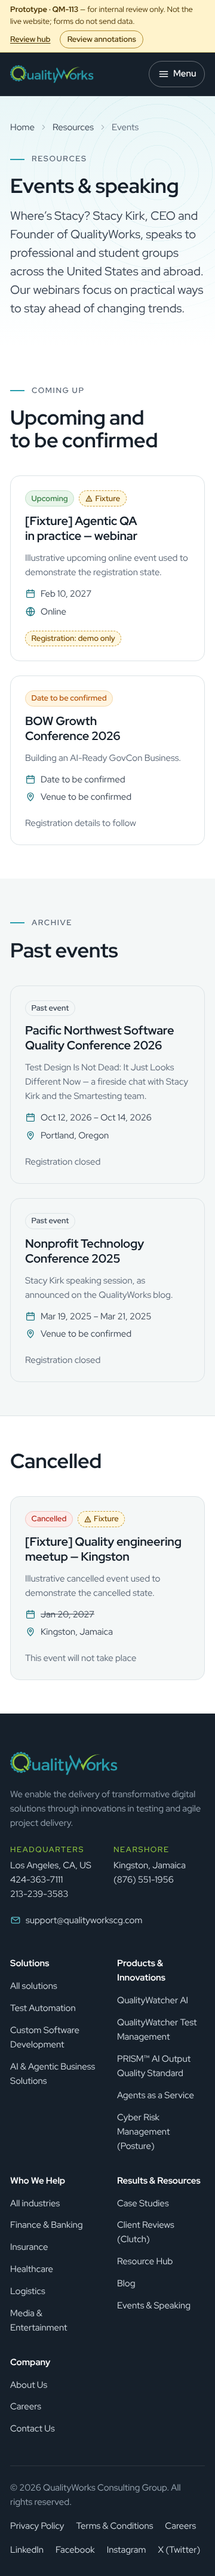 Prototype · QM-113 — for internal review only. Not the
live website; forms do not send data.
Review hub
Review annotations
QualityWorks
Menu
Home > Resources > Events
RESOURCES
Events & speaking
Where's Stacy? Stacy Kirk, CEO and
Founder of QualityWorks, speaks to
professional and student groups
across the United States and abroad.
Our webinars focus on practical ways
to stay ahead of changing trends.
COMING UP
Upcoming and
to be confirmed
Upcoming
Fixture
[Fixture] Agentic QA
in practice — webinar
Illustrative upcoming online event used to
demonstrate the registration state.
Feb 10, 2027
Online
Registration: demo only
Date to be confirmed
BOW Growth
Conference 2026
Building an AI-Ready GovCon Business.
Date to be confirmed
Venue to be confirmed
Registration details to follow
ARCHIVE
Past events
Past event
Pacific Northwest Software
Quality Conference 2026
Test Design Is Not Dead: It Just Looks
Different Now — a fireside chat with Stacy
Kirk and the Smartesting team.
Oct 12, 2026 – Oct 14, 2026
Portland, Oregon
Registration closed
Past event
Nonprofit Technology
Conference 2025
Stacy Kirk speaking session, as
announced on the QualityWorks blog.
Mar 19, 2025 – Mar 21, 2025
Venue to be confirmed
Registration closed
Cancelled
Cancelled
Fixture
[Fixture] Quality engineering
meetup — Kingston
Illustrative cancelled event used to
demonstrate the cancelled state.
Jan 20, 2027
Kingston, Jamaica
This event will not take place
QualityWorks
We enable the delivery of transformative digital
solutions through innovations in testing and agile
project delivery.
HEADQUARTERS
Los Angeles, CA, US
424-363-7111
213-239-3583
NEARSHORE
Kingston, Jamaica
(876) 551-1956
support@qualityworkscg.com
Solutions
All solutions
Test Automation
Custom Software
Development
AI & Agentic Business
Solutions
Products &
Innovations
QualityWatcher AI
QualityWatcher Test
Management
PRISM™ AI Output
Quality Standard
Agents as a Service
Cyber Risk
Management
(Posture)
Who We Help
All industries
Finance & Banking
Insurance
Healthcare
Logistics
Media &
Entertainment
Results & Resources
Case Studies
Client Reviews
(Clutch)
Resource Hub
Blog
Events & Speaking
Company
About Us
Careers
Contact Us
© 2026 QualityWorks Consulting Group. All
rights reserved.
Privacy Policy Terms & Conditions Careers
LinkedIn Facebook Instagram X (Twitter)